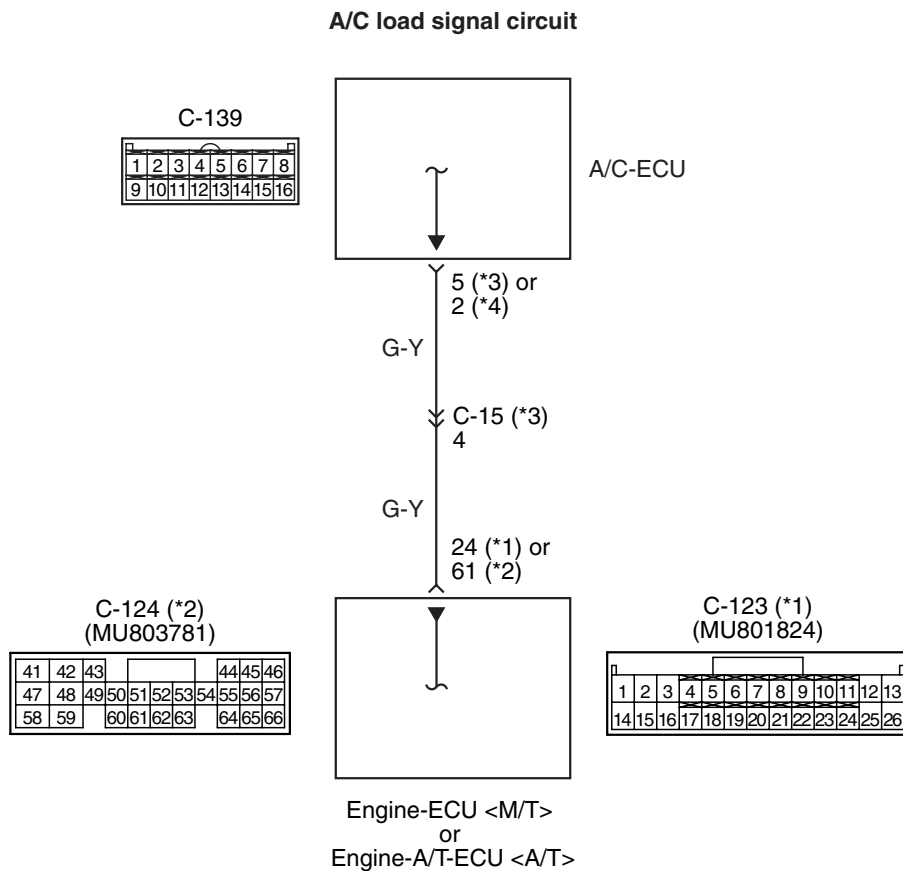 A/C load signal circuit
C-139
1 2 3 4 5 6 7 8
9 10 11 12 13 14 15 16
A/C-ECU
5 (*3) or
2 (*4)
G-Y
C-15 (*3)
4
G-Y
24 (*1) or
61 (*2)
C-124 (*2)
(MU803781)
41 42 43 44 45 46
47 48 49 50 51 52 53 54 55 56 57
58 59 60 61 62 63 64 65 66
C-123 (*1)
(MU801824)
1 2 3 4 5 6 7 8 9 10 11 12 13
14 15 16 17 18 19 20 21 22 23 24 25 26
Engine-ECU <M/T>
or
Engine-A/T-ECU <A/T>